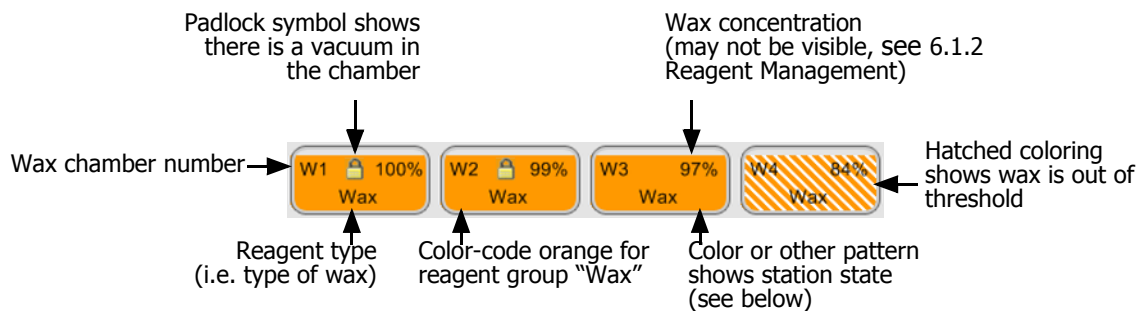 Padlock symbol shows
there is a vacuum in
the chamber
Wax concentration
(may not be visible, see 6.1.2
Reagent Management)
Wax chamber number
W1 100%
Wax
W2 99%
Wax
W3 97%
Wax
W4 84%
Wax
Hatched coloring
shows wax is out of
threshold
Reagent type
(i.e. type of wax)
Color-code orange for
reagent group “Wax”
Color or other pattern
shows station state
(see below)